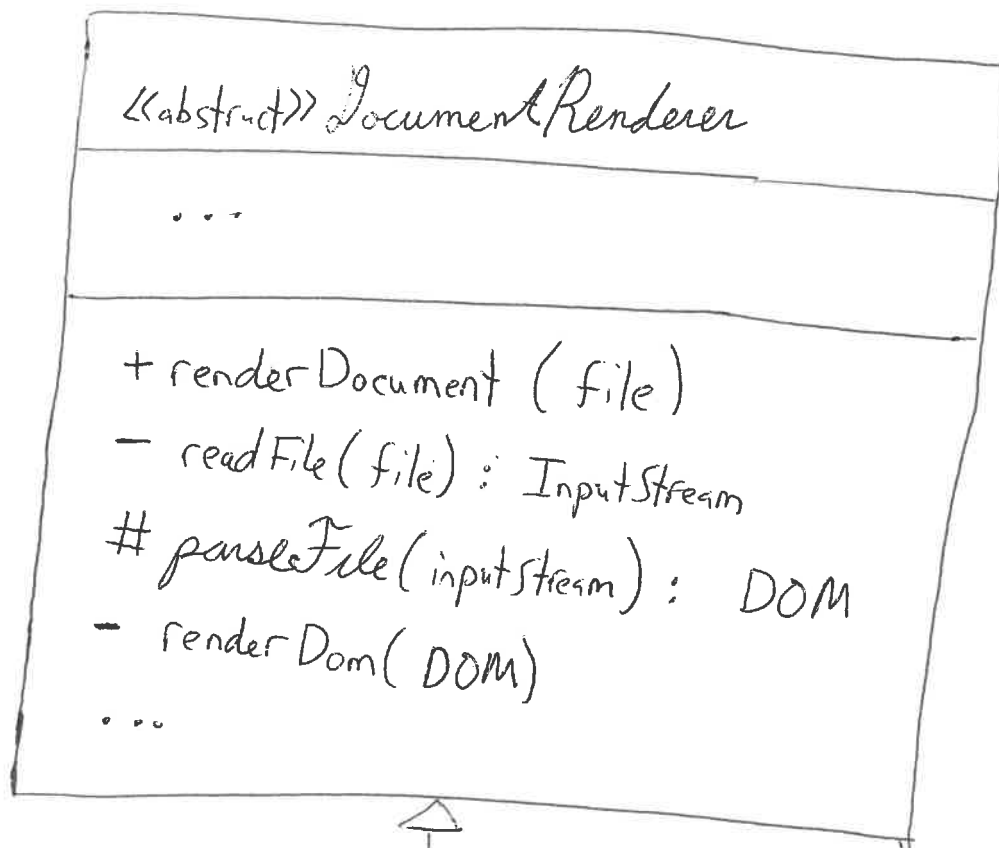 <<abstract>> DocumentRenderer
...
+ renderDocument (file)
- readFile(file) : InputStream
# parseFile(inputStream) : DOM
- renderDom( DOM)
...